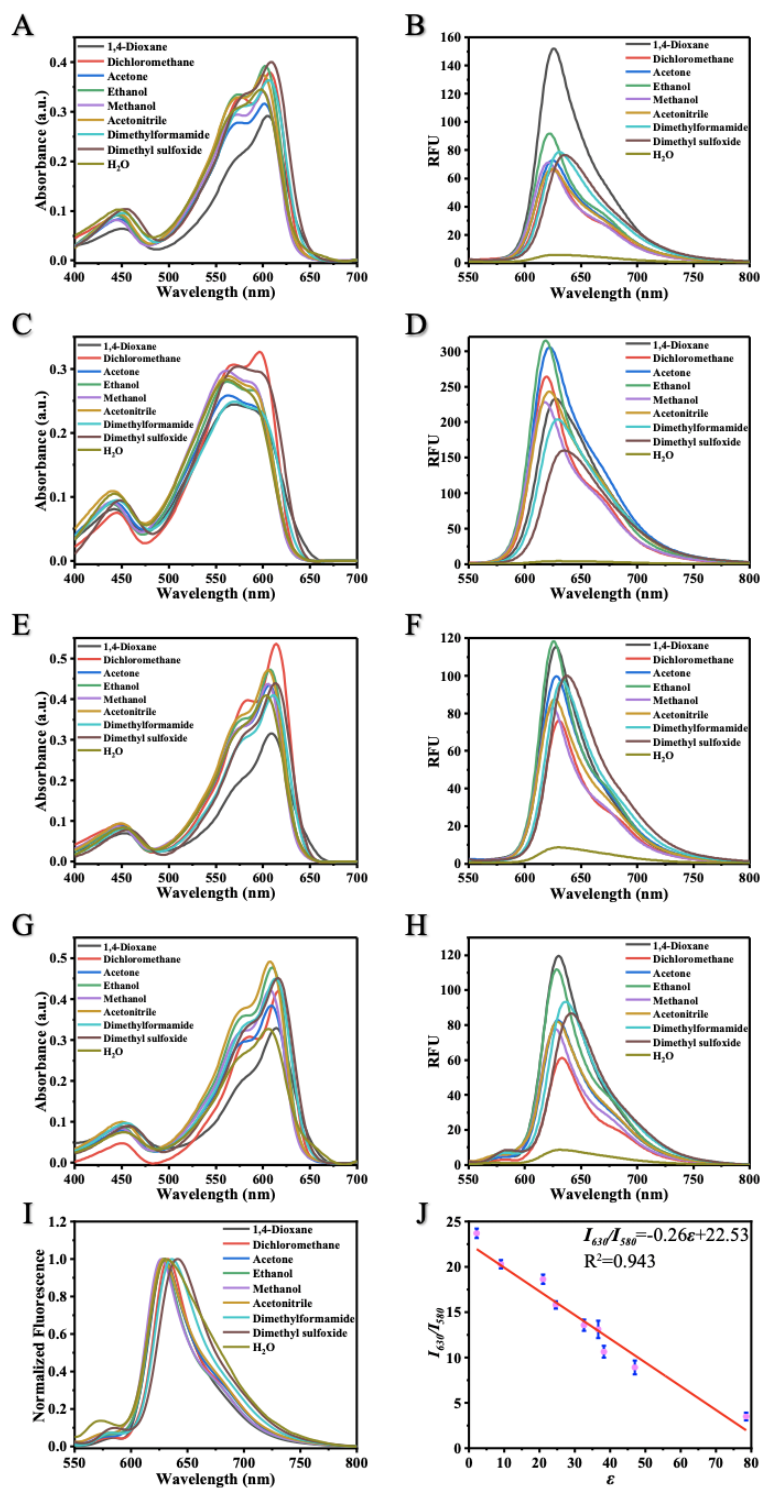 A
1,4-Dioxane
Dichloromethane
Acetone
Ethanol
Methanol
Acetonitrile
Dimethylformamide
Dimethyl sulfoxide
H2O
Absorbance (a.u.)
0.4
0.3
0.2
0.1
0.0
400 450 500 550 600 650 700
Wavelength (nm)
B
1,4-Dioxane
Dichloromethane
Acetone
Ethanol
Methanol
Acetonitrile
Dimethylformamide
Dimethyl sulfoxide
H2O
RFU
160
140
120
100
80
60
40
20
0
550 600 650 700 750 800
Wavelength (nm)
C
1,4-Dioxane
Dichloromethane
Acetone
Ethanol
Methanol
Acetonitrile
Dimethylformamide
Dimethyl sulfoxide
H2O
Absorbance (a.u.)
0.3
0.2
0.1
0.0
400 450 500 550 600 650 700
Wavelength (nm)
D
1,4-Dioxane
Dichloromethane
Acetone
Ethanol
Methanol
Acetonitrile
Dimethylformamide
Dimethyl sulfoxide
H2O
RFU
300
250
200
150
100
50
0
550 600 650 700 750 800
Wavelength (nm)
E
1,4-Dioxane
Dichloromethane
Acetone
Ethanol
Methanol
Acetonitrile
Dimethylformamide
Dimethyl sulfoxide
H2O
Absorbance (a.u.)
0.5
0.4
0.3
0.2
0.1
0.0
400 450 500 550 600 650 700
Wavelength (nm)
F
1,4-Dioxane
Dichloromethane
Acetone
Ethanol
Methanol
Acetonitrile
Dimethylformamide
Dimethyl sulfoxide
H2O
RFU
120
100
80
60
40
20
0
550 600 650 700 750 800
Wavelength (nm)
G
1,4-Dioxane
Dichloromethane
Acetone
Ethanol
Methanol
Acetonitrile
Dimethylformamide
Dimethyl sulfoxide
H2O
Absorbance (a.u.)
0.5
0.4
0.3
0.2
0.1
0.0
400 450 500 550 600 650 700
Wavelength (nm)
H
1,4-Dioxane
Dichloromethane
Acetone
Ethanol
Methanol
Acetonitrile
Dimethylformamide
Dimethyl sulfoxide
H2O
RFU
120
100
80
60
40
20
0
550 600 650 700 750 800
Wavelength (nm)
I
1,4-Dioxane
Dichloromethane
Acetone
Ethanol
Methanol
Acetonitrile
Dimethylformamide
Dimethyl sulfoxide
H2O
Normalized Fluorescence
1.2
1.0
0.8
0.6
0.4
0.2
0.0
550 600 650 700 750 800
Wavelength (nm)
J
I630/I580=-0.26ε+22.53
R²=0.943
I630/I580
25
20
15
10
5
0
0 10 20 30 40 50 60 70 80
ε